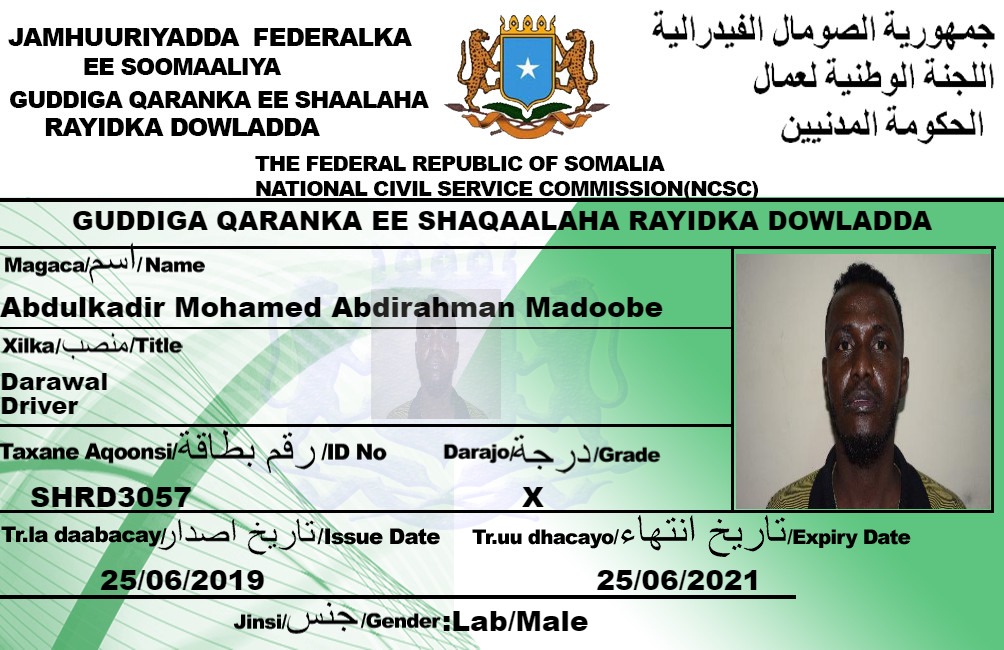 JAMHUURIYADDA FEDERALKA
EE SOOMAALIYA
GUDDIGA QARANKA EE SHAALAHA
RAYIDKA DOWLADDA
جمهورية الصومال الفيدرالية
اللجنة الوطنية لعمال
الحكومة المدنيين
THE FEDERAL REPUBLIC OF SOMALIA
NATIONAL CIVIL SERVICE COMMISSION(NCSC)
GUDDIGA QARANKA EE SHAQAALAHA RAYIDKA DOWLADDA
Magaca/اسم/Name
Abdulkadir Mohamed Abdirahman Madoobe
Xilka/منصب/Title
Darawal
Driver
Taxane Aqoonsi/رقم بطاقة/ID No
SHRD3057
Darajo/درجة/Grade
X
Tr.la daabacay/تاريخ اصدار/Issue Date
25/06/2019
Tr.uu dhacayo/تاريخ انتهاء/Expiry Date
25/06/2021
Jinsi/جنس/Gender:Lab/Male